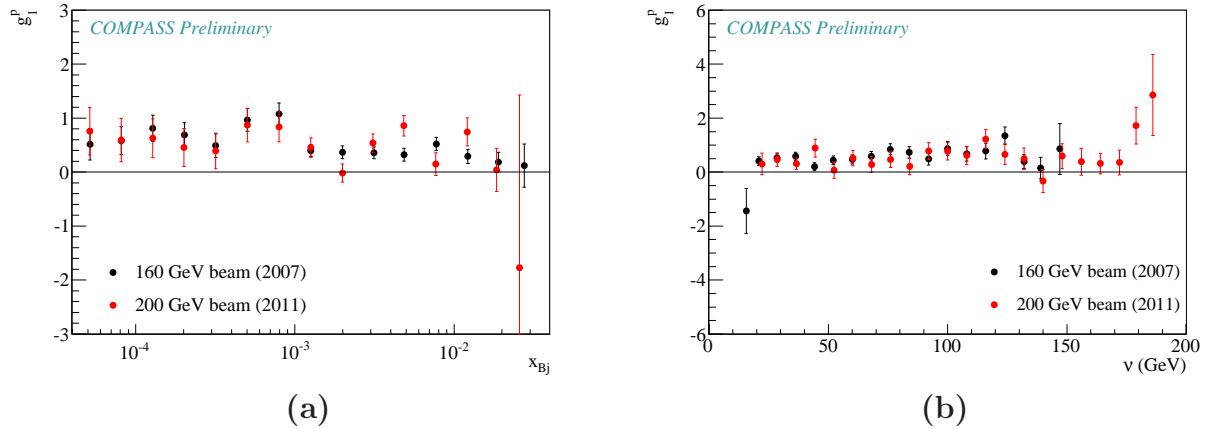 g₁ᵖ
COMPASS Preliminary
3
2
1
0
-1
-2
-3
160 GeV beam (2007)
200 GeV beam (2011)
10⁻⁴
10⁻³
10⁻²
x_Bj
(a)
g₁ᵖ
COMPASS Preliminary
6
4
2
0
-2
-4
-6
160 GeV beam (2007)
200 GeV beam (2011)
0
50
100
150
200
ν (GeV)
(b)